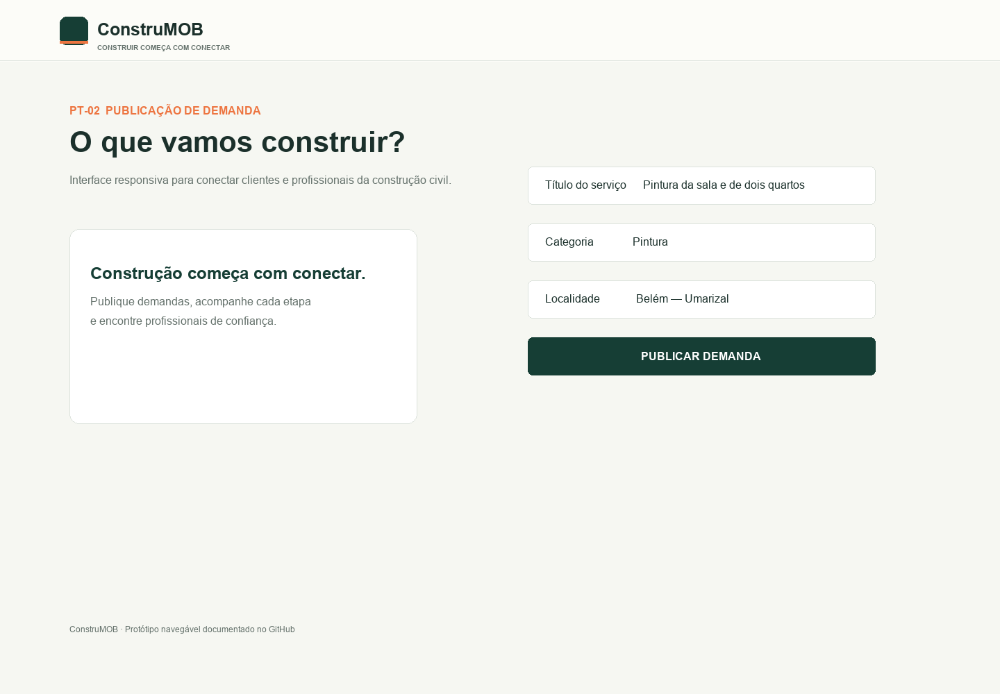 ConstruMOB
CONSTRUIR COMEÇA COM CONECTAR
PT-02 PUBLICAÇÃO DE DEMANDA
O que vamos construir?
Interface responsiva para conectar clientes e profissionais da construção civil.
Construção começa com conectar.
Publique demandas, acompanhe cada etapa
e encontre profissionais de confiança.
Título do serviço Pintura da sala e de dois quartos
Categoria Pintura
Localidade Belém — Umarizal
PUBLICAR DEMANDA
ConstruMOB · Protótipo navegável documentado no GitHub